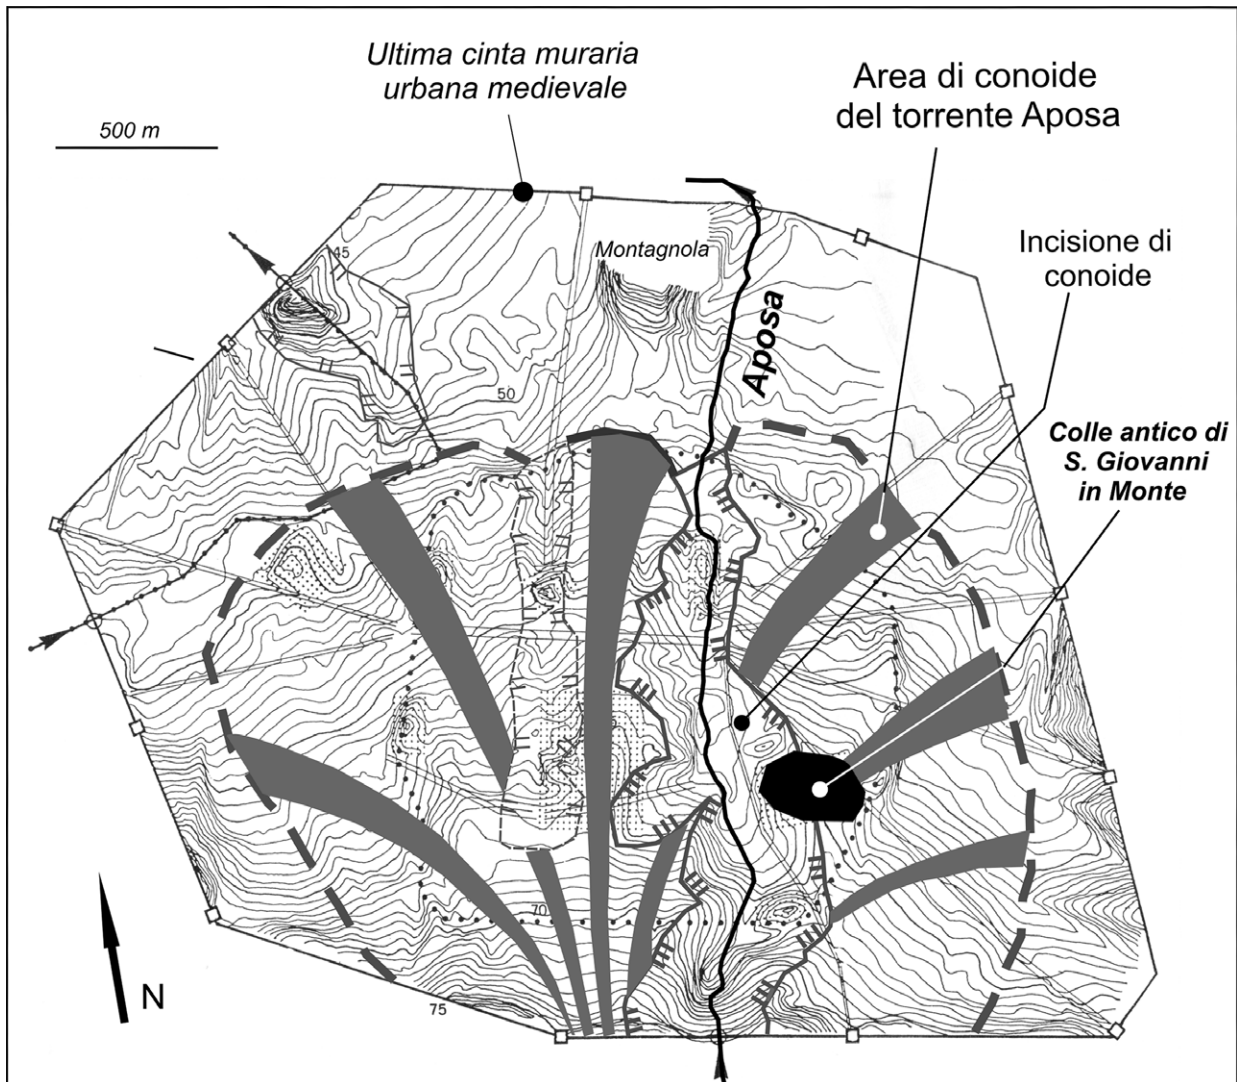 Ultima cinta muraria
urbana medievale
Area di conoide
del torrente Aposa
500 m
Incisione di
conoide
Montagnola
45
Aposa
50
Colle antico di
S. Giovanni
in Monte
70
N
75